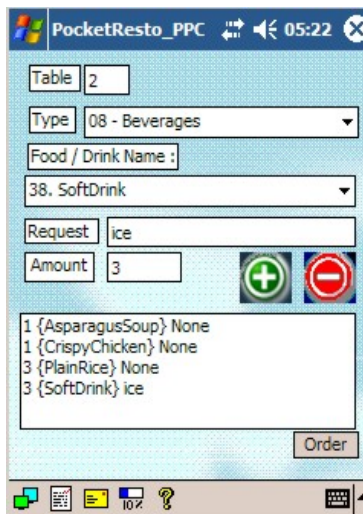 PocketResto_PPC 05:22
Table 2
Type 08 - Beverages
Food / Drink Name :
38. SoftDrink
Request ice
Amount 3
1 {AsparagusSoup} None
1 {CrispyChicken} None
3 {PlainRice} None
3 {SoftDrink} ice
Order
10%